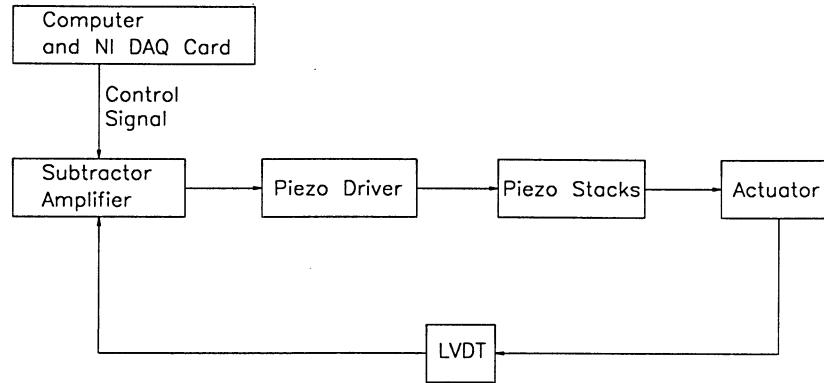 Computer
and NI DAQ Card
Control
Signal
Subtractor
Amplifier
Piezo Driver
Piezo Stacks
Actuator
LVDT